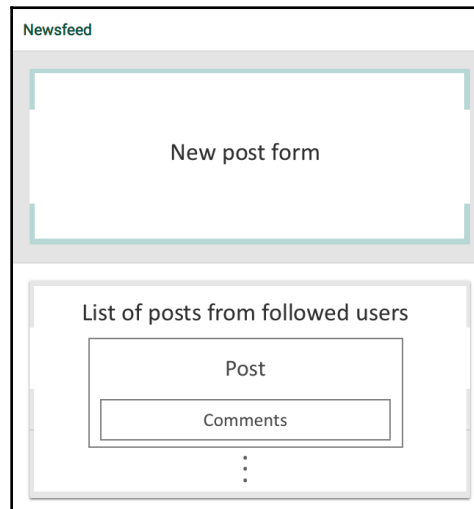 Newsfeed
New post form
List of posts from followed users
Post
Comments